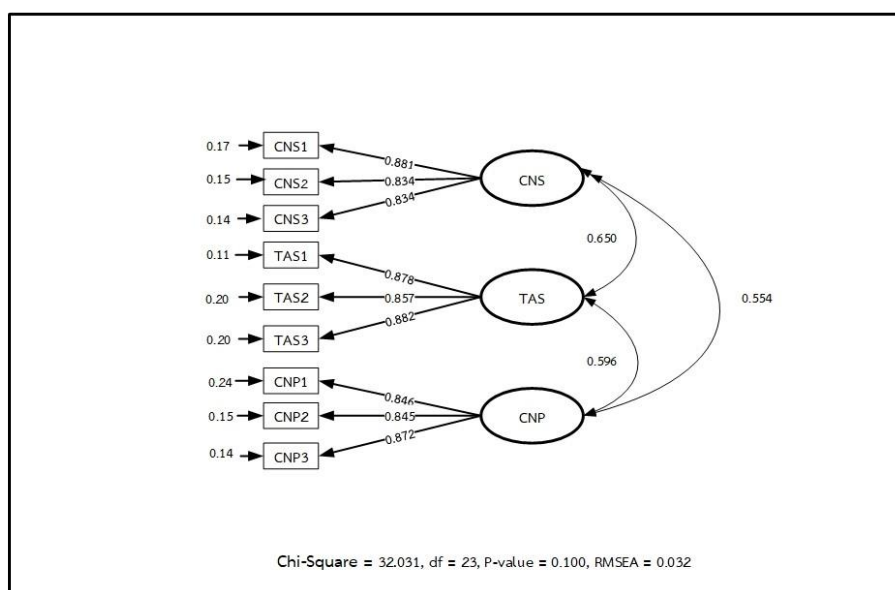 0.17 CNS1 0.881
0.15 CNS2 0.834 CNS
0.14 CNS3 0.834
0.11 TAS1 0.878
0.650
0.20 TAS2 0.857 TAS 0.554
0.20 TAS3 0.882
0.596
0.24 CNP1 0.846
0.15 CNP2 0.845 CNP
0.14 CNP3 0.872
Chi-Square = 32.031, df = 23, P-value = 0.100, RMSEA = 0.032